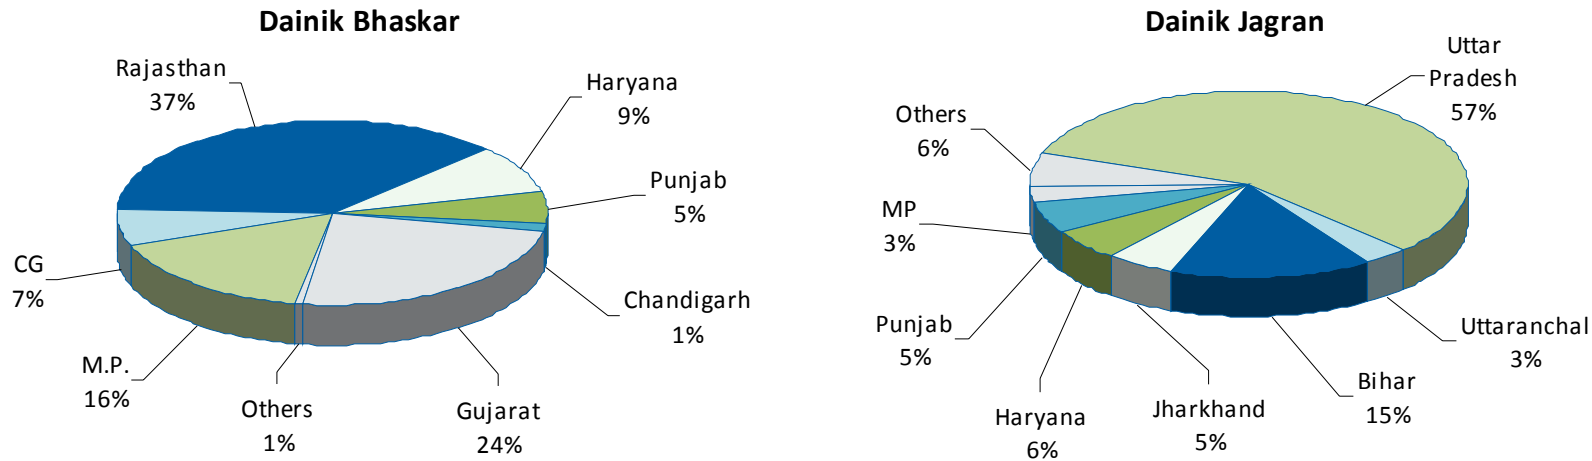 Dainik Bhaskar
Rajasthan
37%
Haryana
9%
Punjab
5%
Chandigarh
1%
Gujarat
24%
Others
1%
M.P.
16%
CG
7%
Dainik Jagran
Uttar
Pradesh
57%
Uttaranchal
3%
Bihar
15%
Jharkhand
5%
Haryana
6%
Punjab
5%
MP
3%
Others
6%